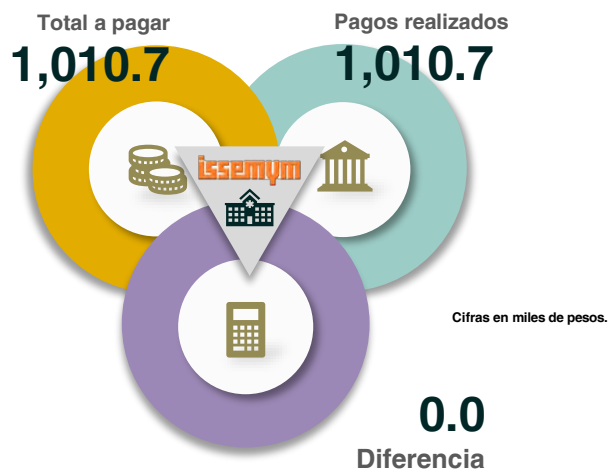 Total a pagar
1,010.7
Pagos realizados
1,010.7
issemym
Cifras en miles de pesos.
0.0
Diferencia